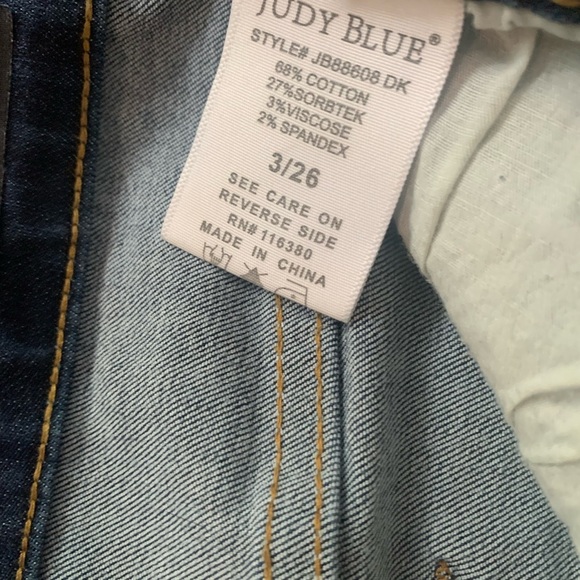 JUDY BLUE®
STYLE# JB88608 DK
68% COTTON
27%SORBTEK
3%VISCOSE
2% SPANDEX
3/26
SEE CARE ON
REVERSE SIDE
RN# 116380
MADE IN CHINA